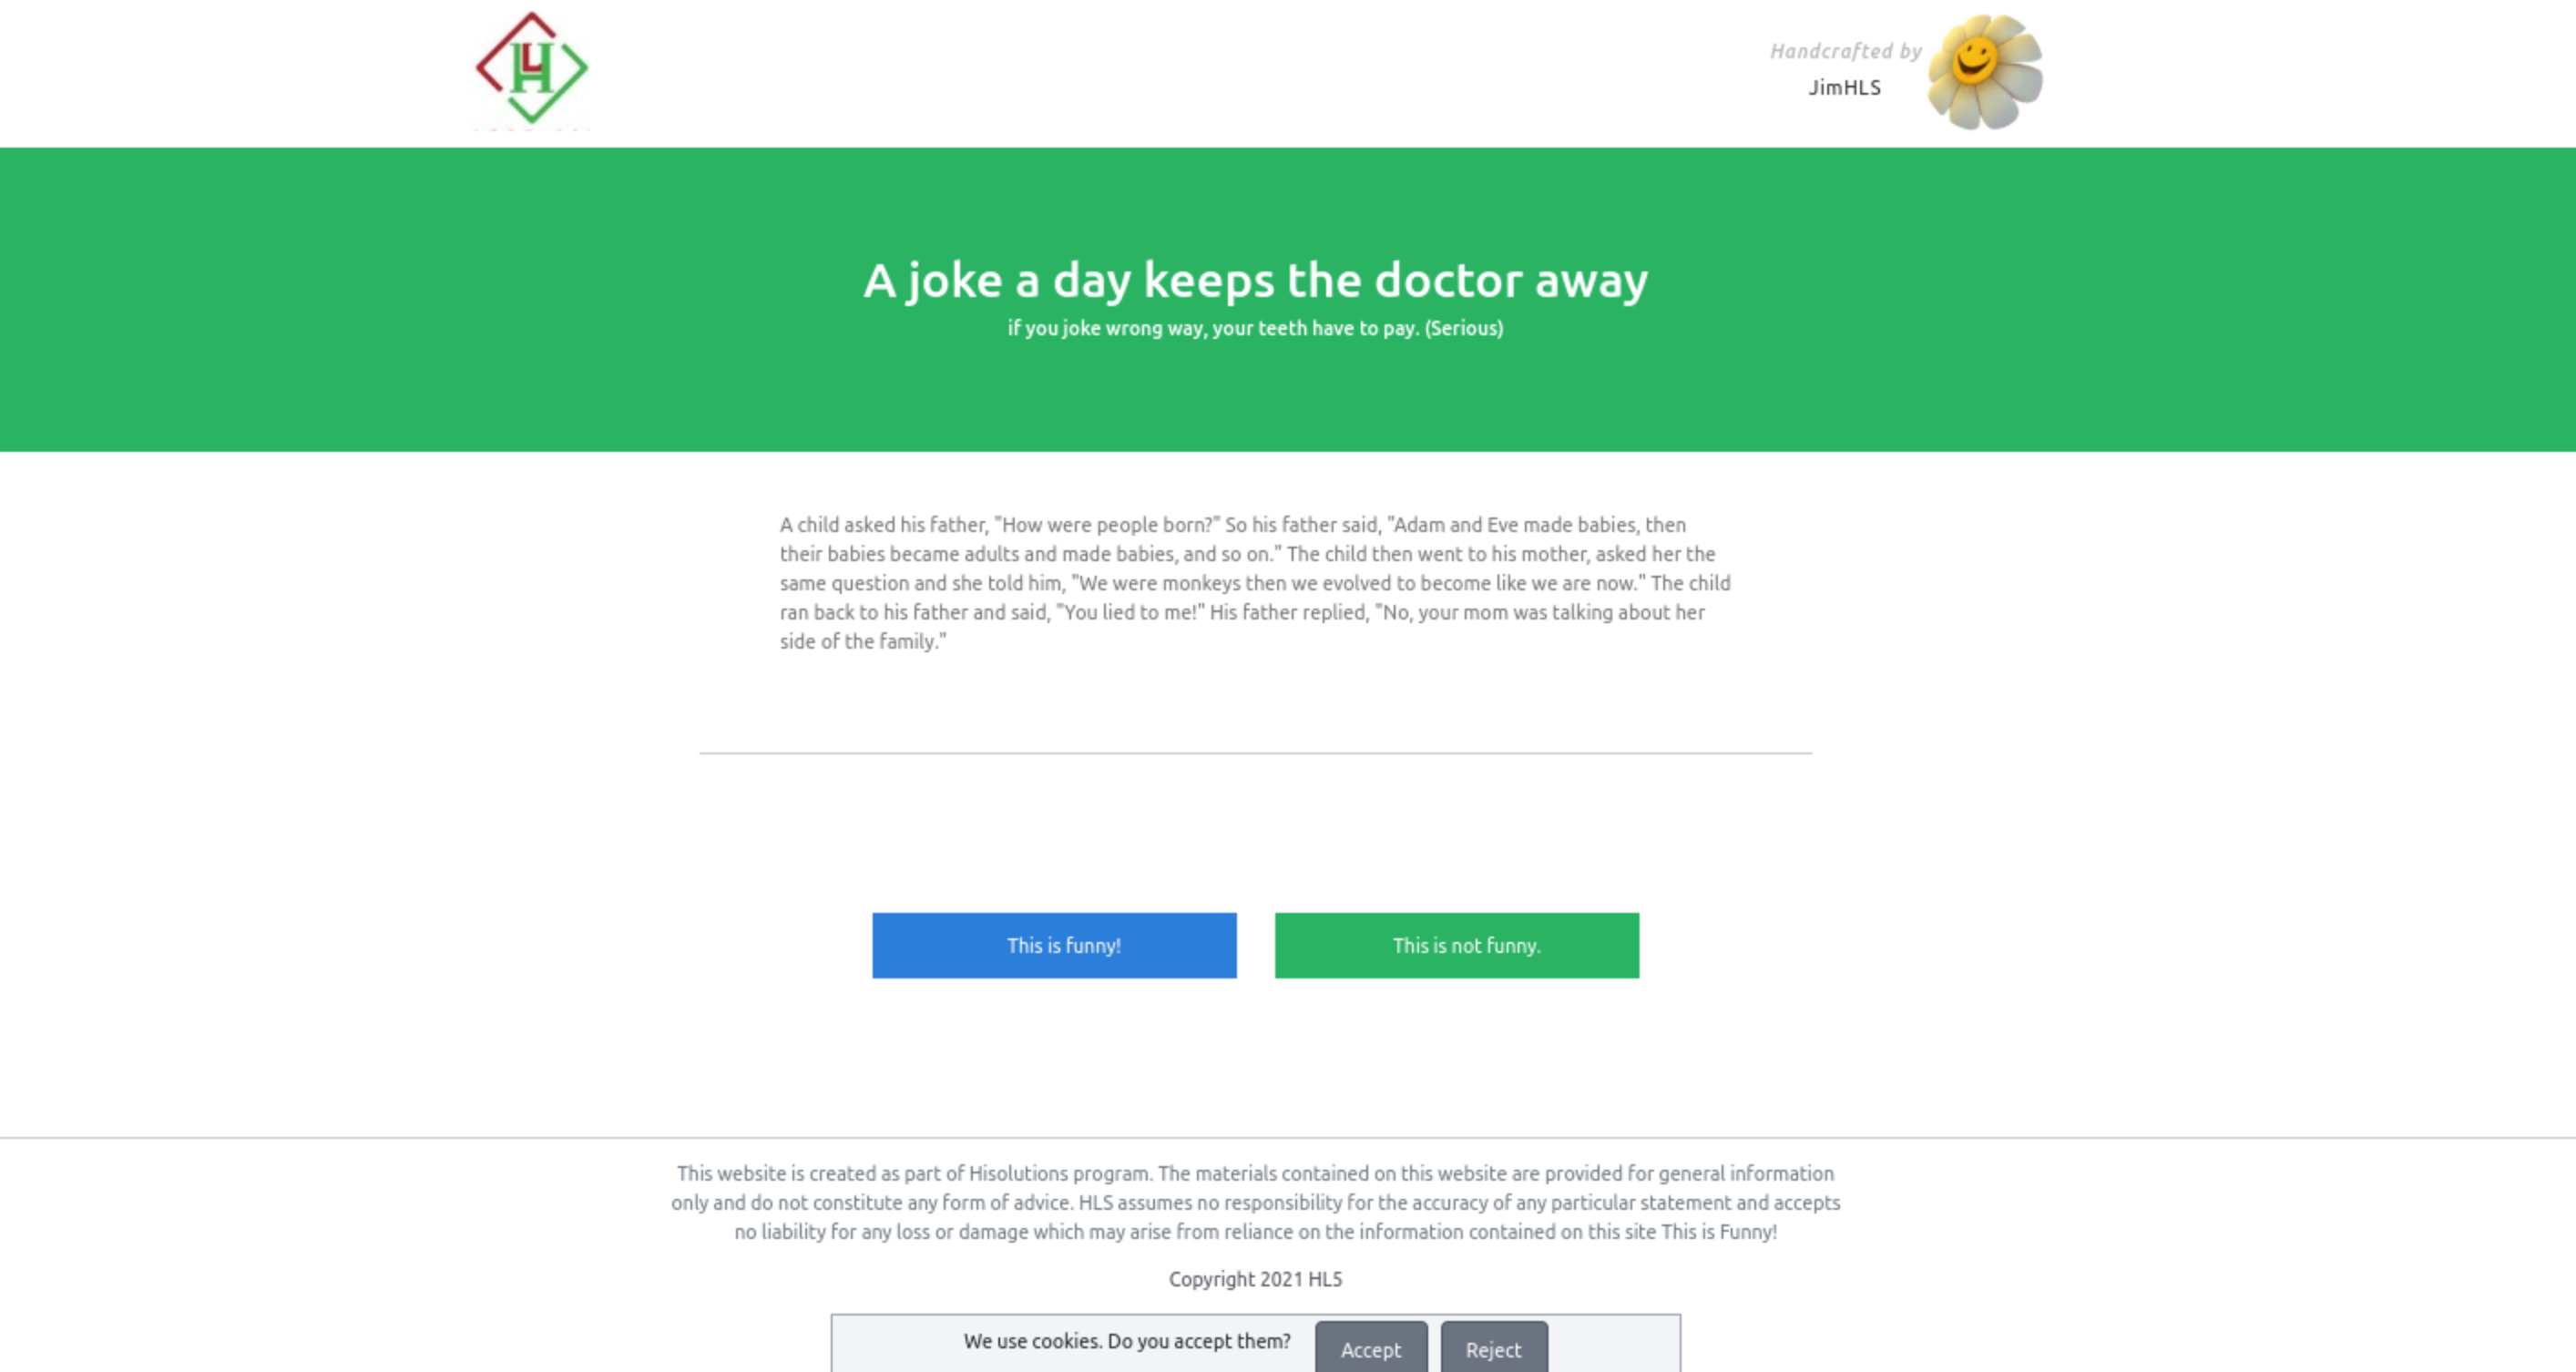 LH
Handcrafted by
JimHLS
A joke a day keeps the doctor away
if you joke wrong way, your teeth have to pay. (Serious)
A child asked his father, "How were people born?" So his father said, "Adam and Eve made babies, then
their babies became adults and made babies, and so on." The child then went to his mother, asked her the
same question and she told him, "We were monkeys then we evolved to become like we are now." The child
ran back to his father and said, "You lied to me!" His father replied, "No, your mom was talking about her
side of the family."
This is funny! This is not funny.
This website is created as part of Hisolutions program. The materials contained on this website are provided for general information
only and do not constitute any form of advice. HLS assumes no responsibility for the accuracy of any particular statement and accepts
no liability for any loss or damage which may arise from reliance on the information contained on this site This is Funny!
Copyright 2021 HL5
We use cookies. Do you accept them? Accept Reject